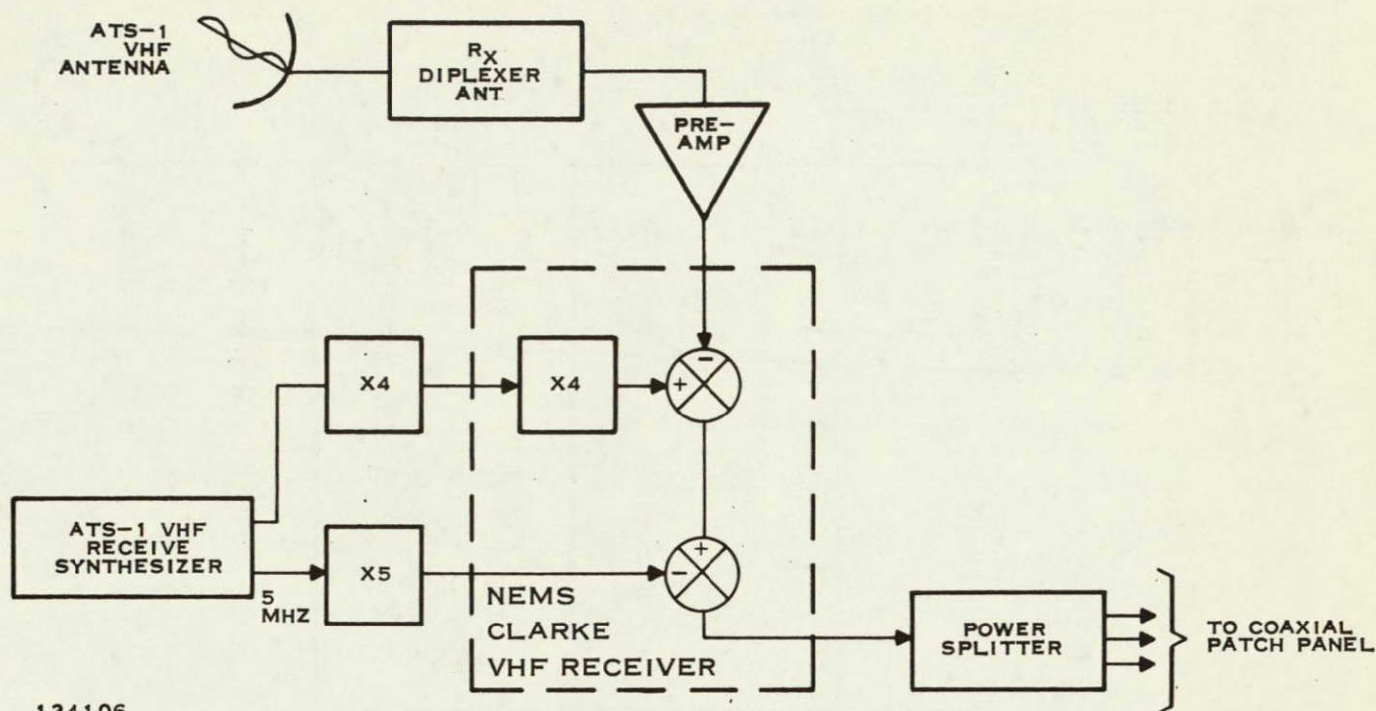 ATS-1
VHF
ANTENNA
RX
DIPLEXER
ANT
PRE-
AMP
X4
X4
-
+
ATS-1 VHF
RECEIVE
SYNTHESIZER
5
MHZ
X5
+
-
NEMS
CLARKE
VHF RECEIVER
POWER
SPLITTER
TO COAXIAL
PATCH PANEL